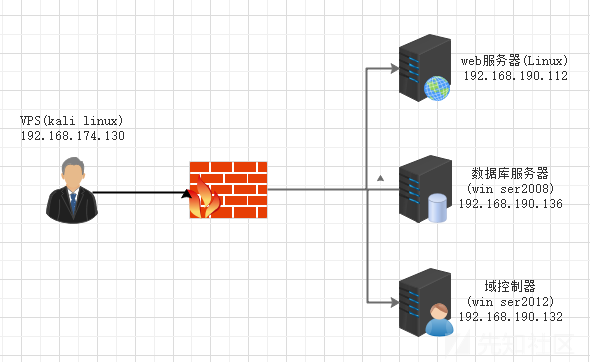 VPS(kali linux)
192.168.174.130
web服务器(Linux)
192.168.190.112
数据库服务器
(win ser2008)
192.168.190.136
域控制器
(win ser2012)
192.168.190.132
先知社区